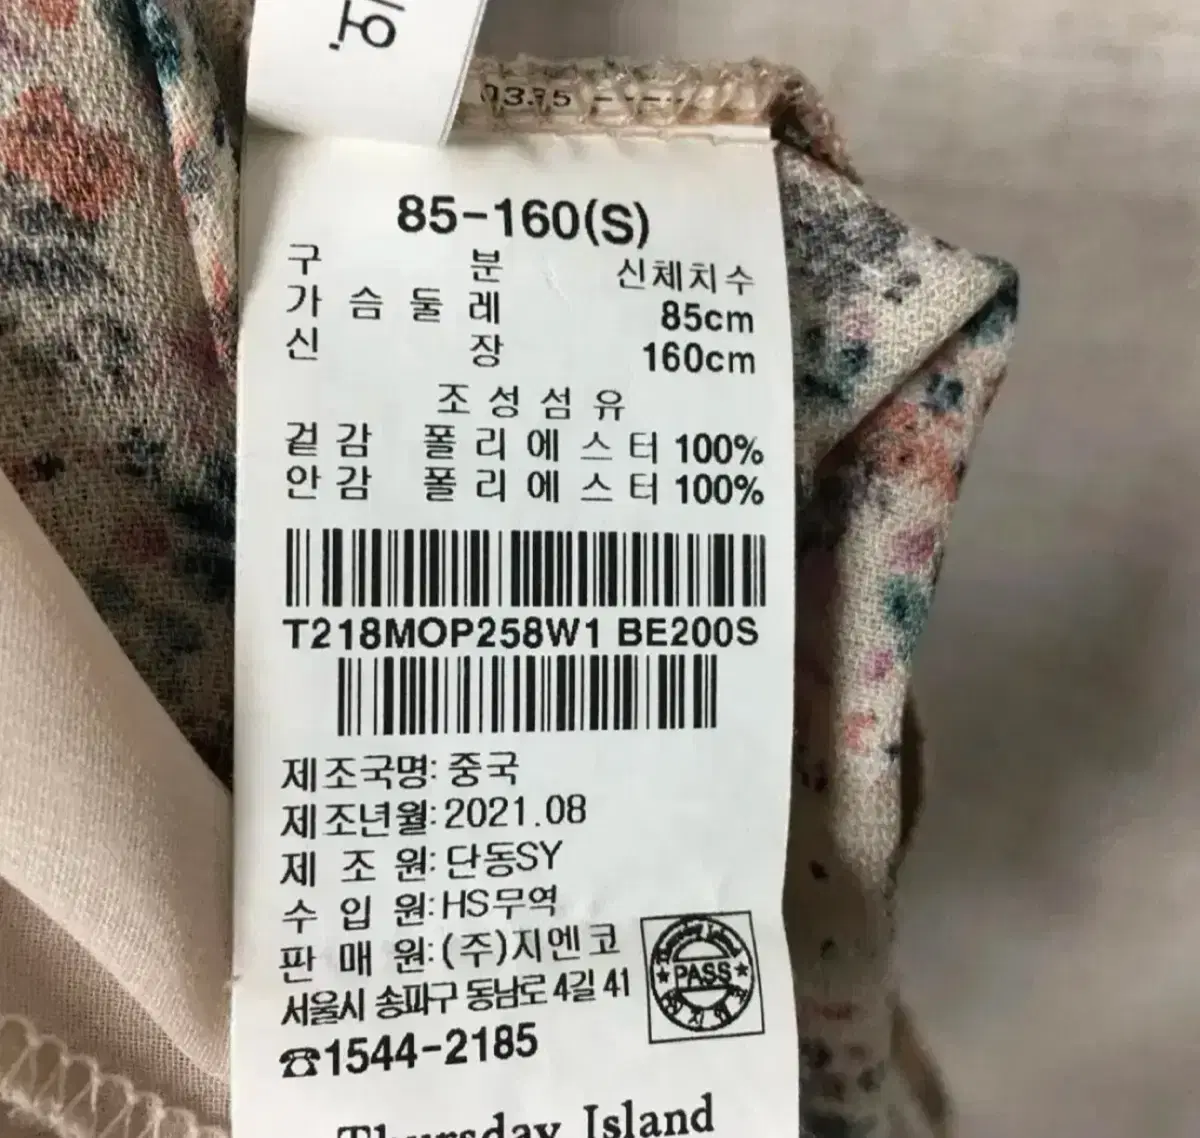 85-160(S)
구 분 신체치수
가 슴 둘 레 85cm
신 장 160cm
조 성 섬 유
겉 감 폴 리 에 스 터 100%
안 감 폴 리 에 스 터 100%
T218MOP258W1 BE200S
제조국명: 중국
제조년월: 2021.08
제 조 원: 단동SY
수 입 원: HS무역
판 매 원: (주)지엔코
서울시 송파구 동남로 4길 41
PASS
☎1544-2185
Thursday Island